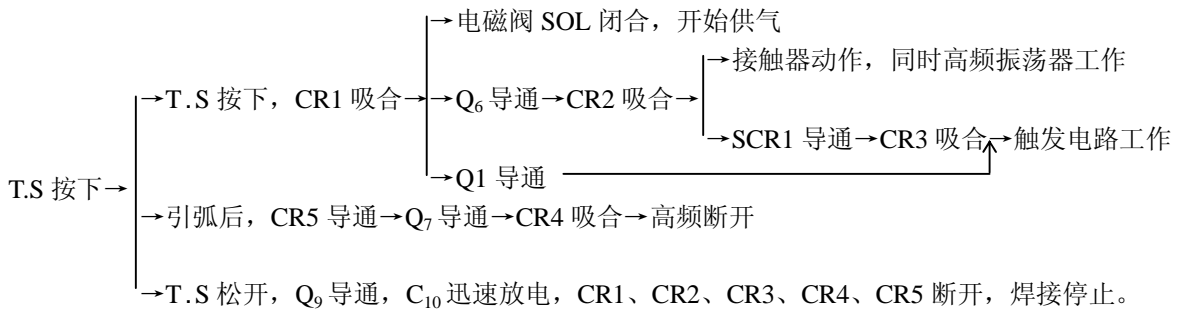 →电磁阀 SOL 闭合，开始供气
→接触器动作，同时高频振荡器工作
→T.S 按下，CR1 吸合→Q₆ 导通→CR2 吸合→
→SCR1 导通→CR3 吸合→触发电路工作
→Q1 导通
T.S 按下→
→引弧后，CR5 导通→Q₇ 导通→CR4 吸合→高频断开
→T.S 松开，Q₉ 导通，C₁₀ 迅速放电，CR1、CR2、CR3、CR4、CR5 断开，焊接停止。